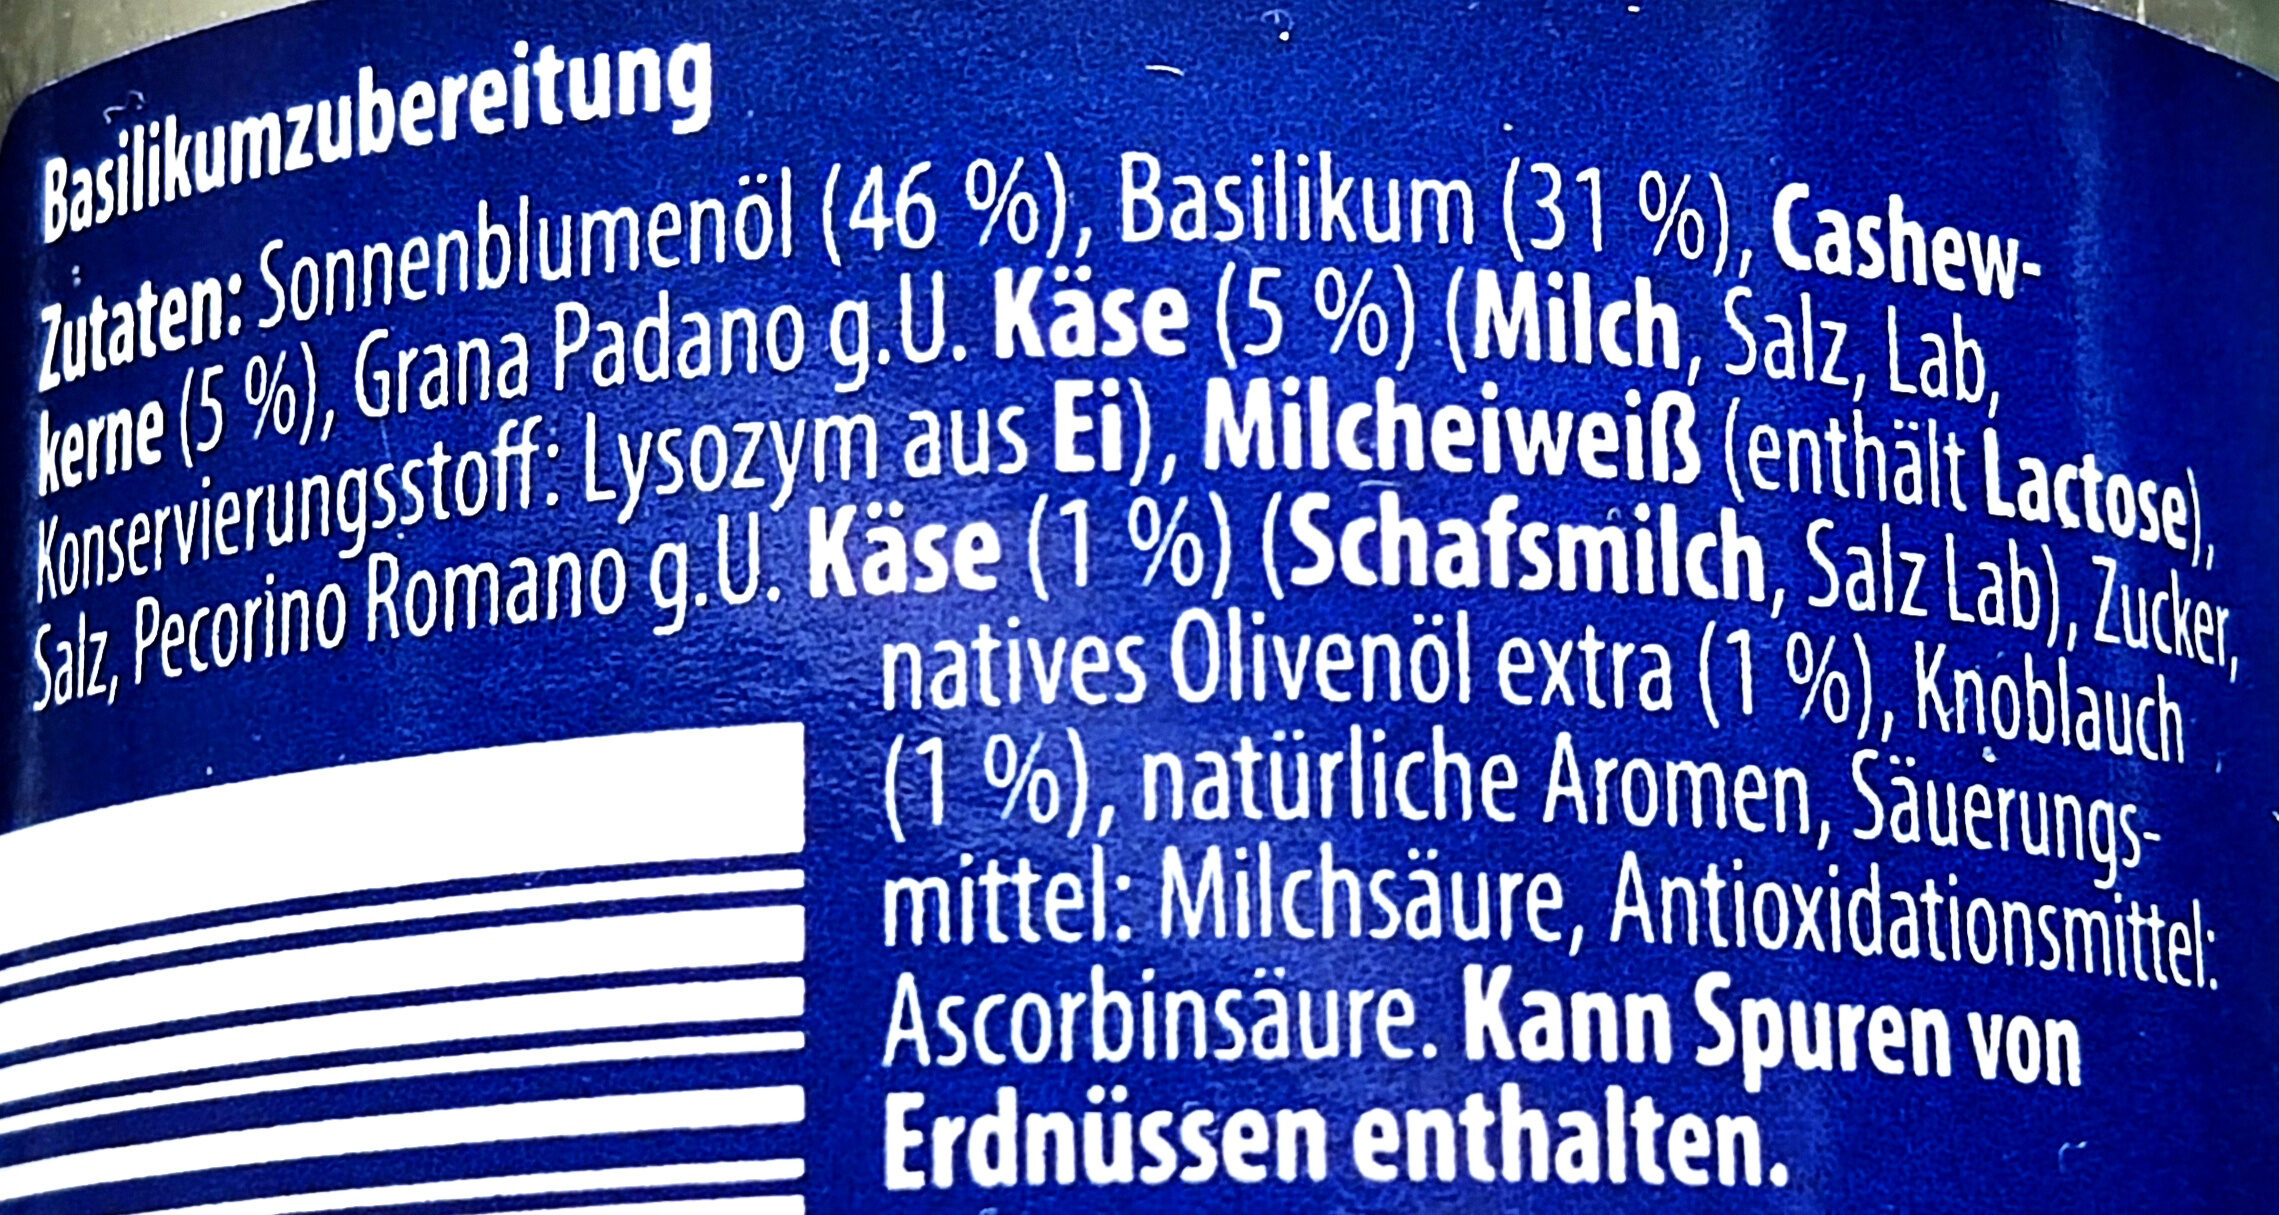 Basilikumzubereitung
Zutaten: Sonnenblumenöl (46 %), Basilikum (31 %), Cashew-
kerne (5 %), Grana Padano g.U. Käse (5 %) (Milch, Salz, Lab,
Konservierungsstoff: Lysozym aus Ei), Milcheiweiß (enthält Lactose),
Salz, Pecorino Romano g.U. Käse (1 %) (Schafsmilch, Salz Lab), Zucker,
natives Olivenöl extra (1 %), Knoblauch
(1 %), natürliche Aromen, Säuerungs-
mittel: Milchsäure, Antioxidationsmittel:
Ascorbinsäure. Kann Spuren von
Erdnüssen enthalten.